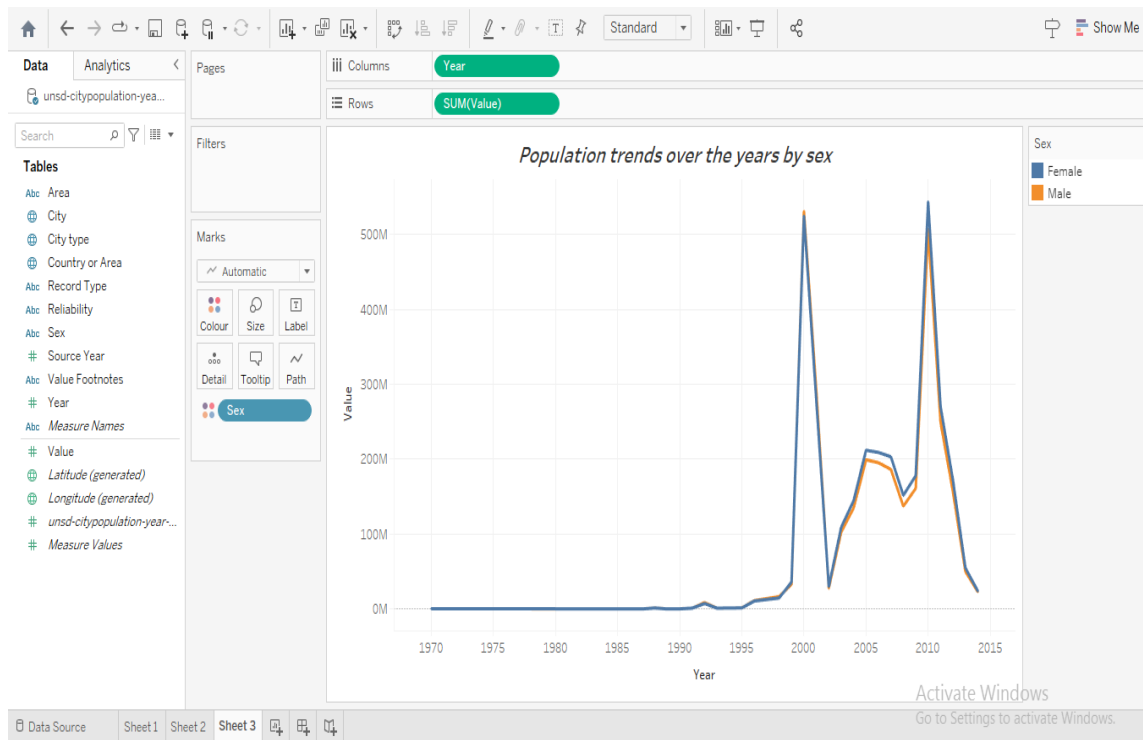 Standard
Show Me
Data
Analytics
unsd-citypopulation-yea...
Search
Tables
Abc Area
City
City type
Country or Area
Abc Record Type
Abc Reliability
Abc Sex
# Source Year
Abc Value Footnotes
# Year
Abc Measure Names
# Value
Latitude (generated)
Longitude (generated)
# unsd-citypopulation-year-...
# Measure Values
Pages
Filters
Marks
Automatic
Colour
Size
Label
Detail
Tooltip
Path
Sex
Columns
Year
Rows
SUM(Value)
Population trends over the years by sex
Value
500M
400M
300M
200M
100M
0M
1970 1975 1980 1985 1990 1995 2000 2005 2010 2015
Year
Sex
Female
Male
Activate Windows
Go to Settings to activate Windows.
Data Source
Sheet 1
Sheet 2
Sheet 3